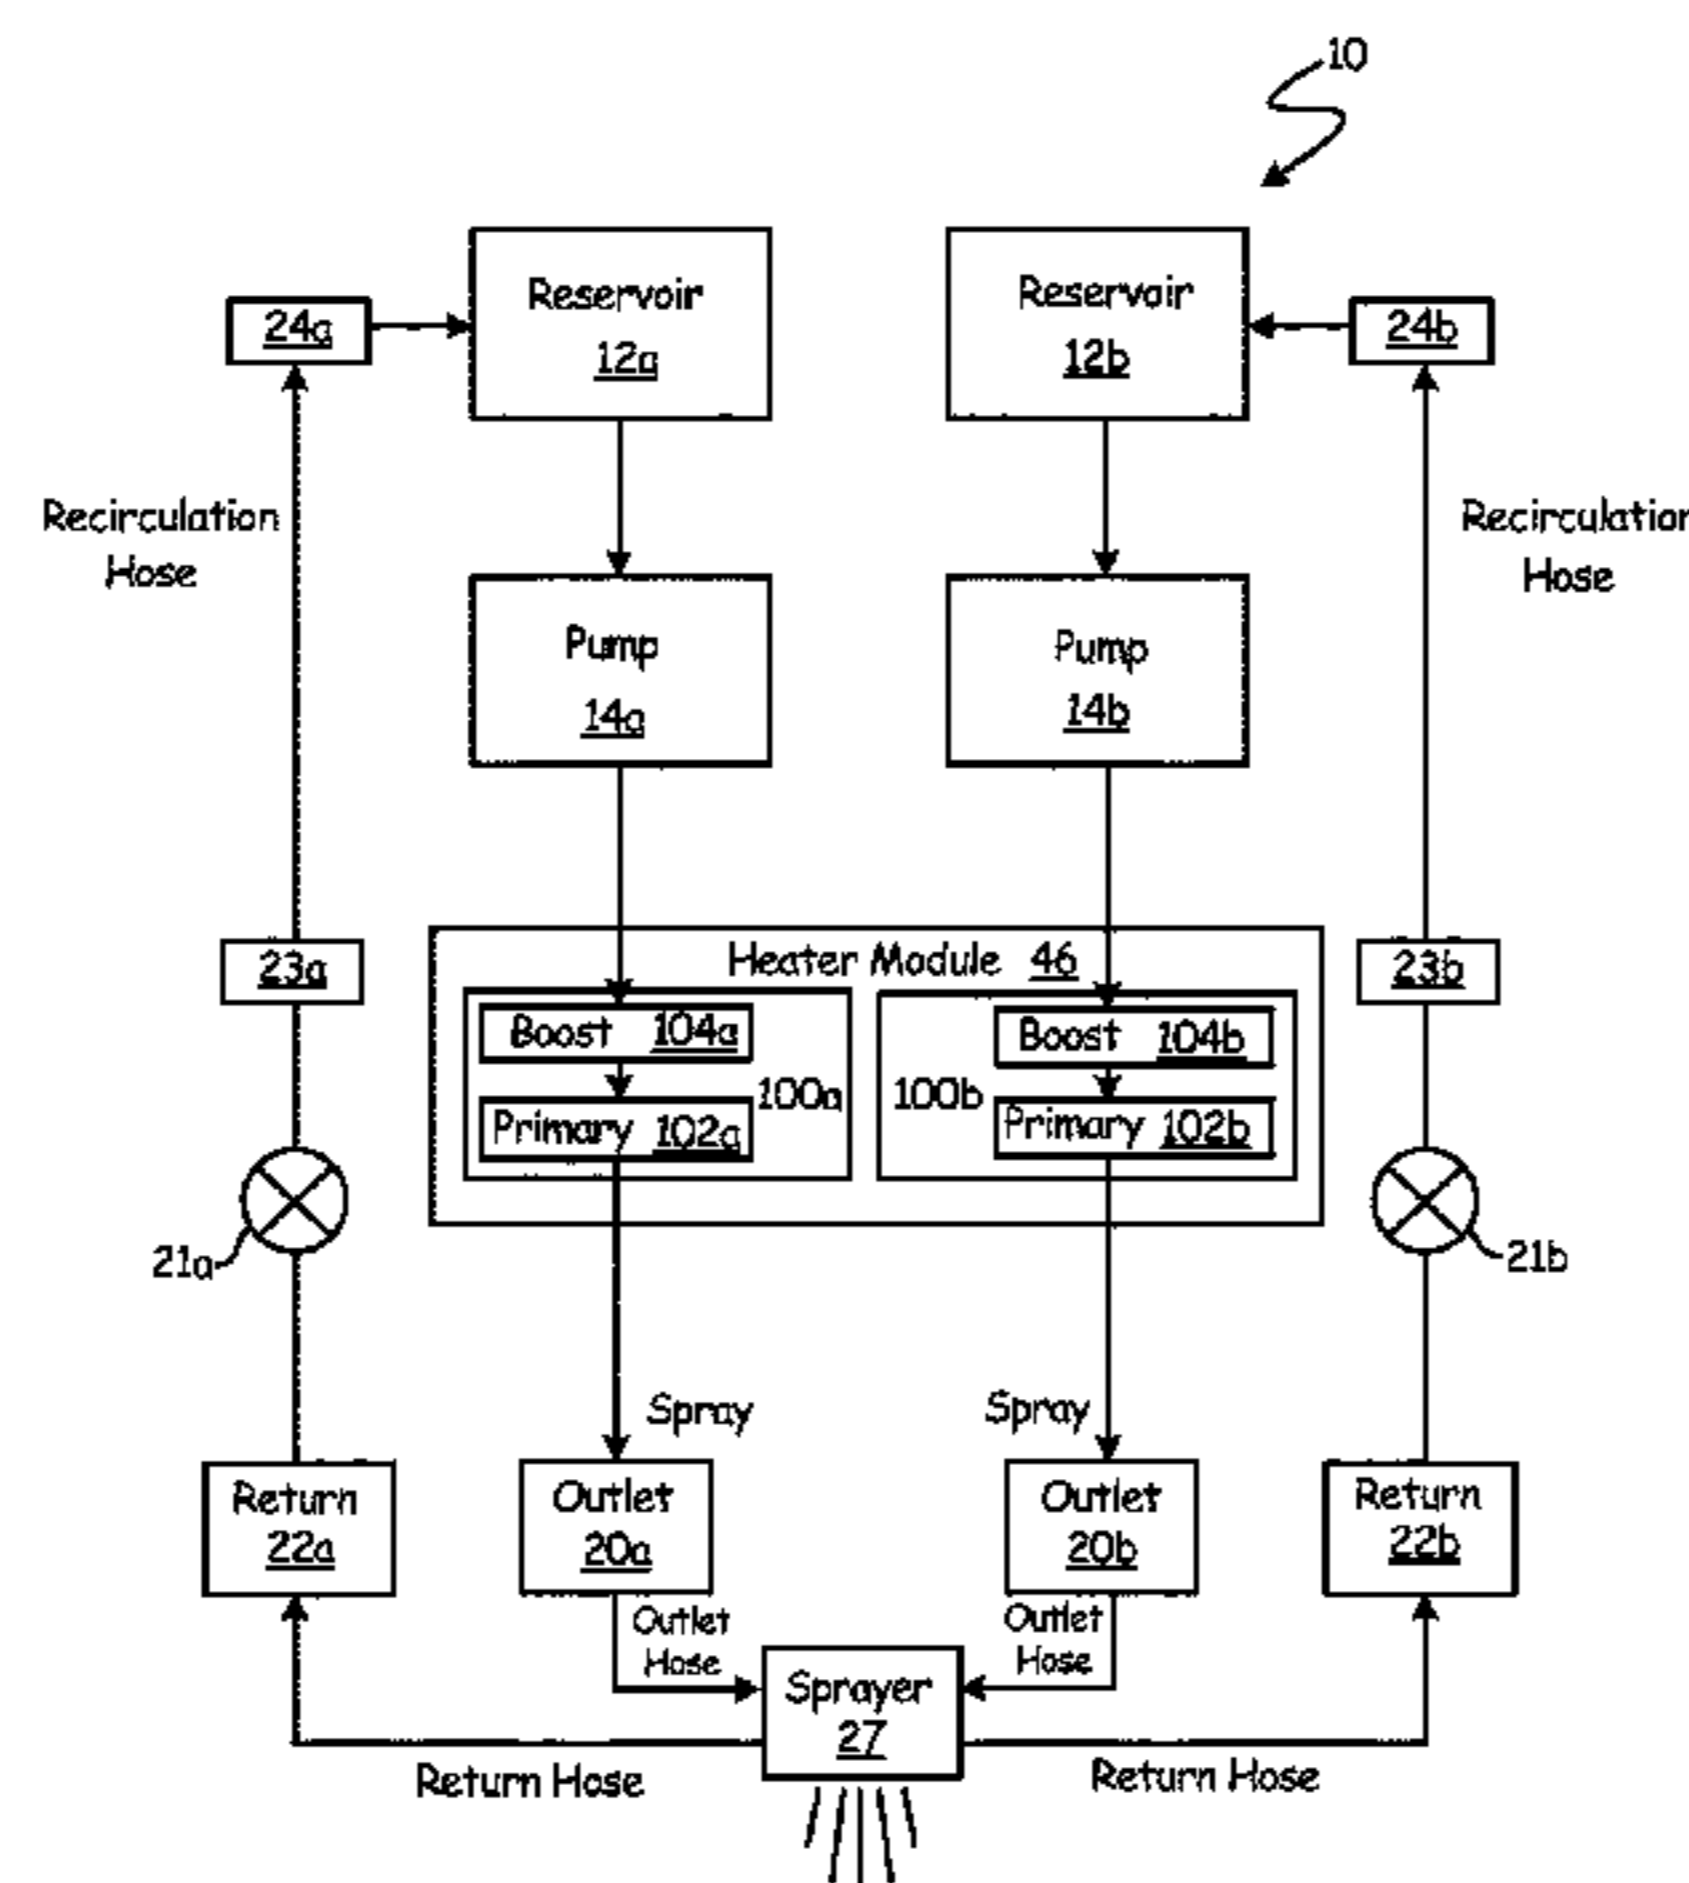 10
Reservoir
12a
Reservoir
12b
24a
24b
Recirculation
Hose
Recirculation
Hose
Pump
14a
Pump
14b
Heater Module 46
23a
23b
Boost 104a
Boost 104b
100a
100b
Primary 102a
Primary 102b
21a
21b
Spray
Spray
Return
22a
Outlet
20a
Outlet
20b
Return
22b
Outlet
Hose
Outlet
Hose
Sprayer
27
Return Hose
Return Hose